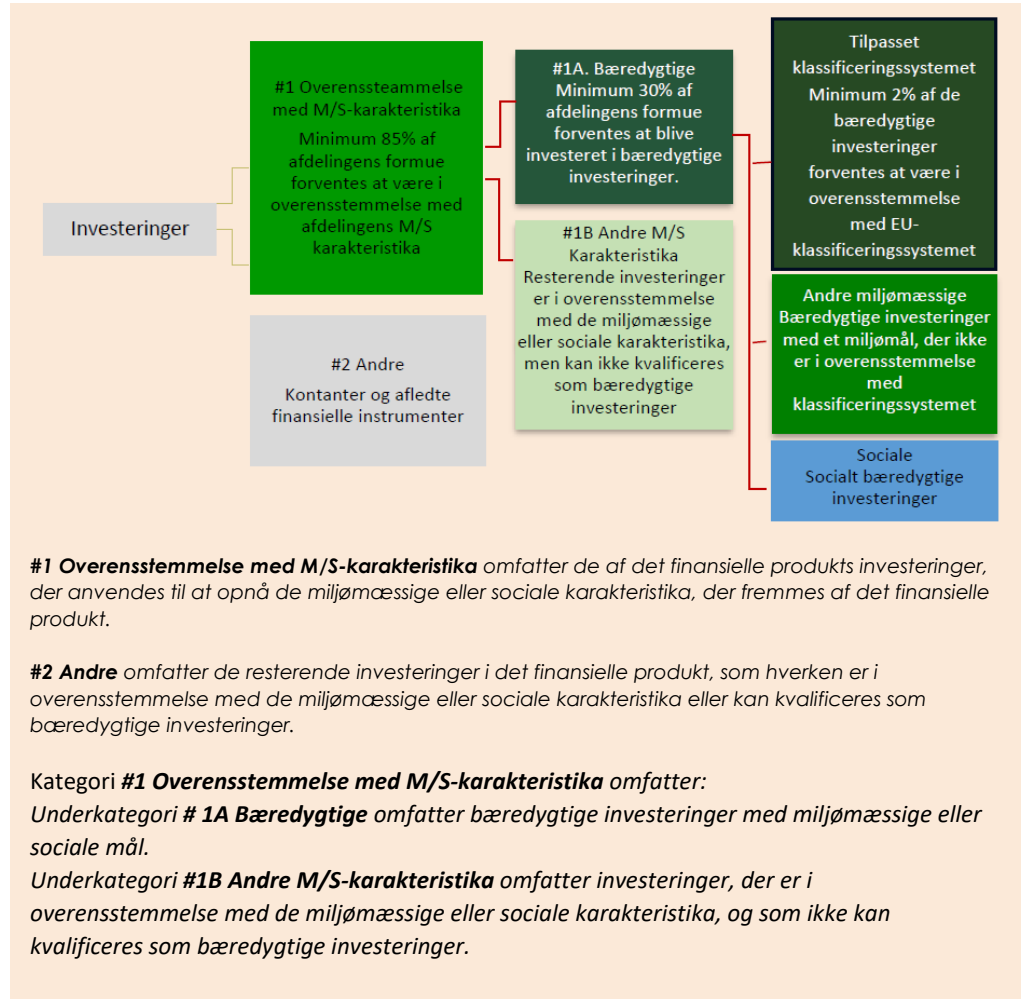 Investeringer
#1 Overenssteammelse
med M/S-karakteristika
Minimum 85% af
afdelingens formue
forventes at være i
overensstemmelse med
afdelingens M/S
karakteristika
#2 Andre
Kontanter og afledte
finansielle instrumenter
#1A. Bæredygtige
Minimum 30% af
afdelingens formue
forventes at blive
investeret i bæredygtige
investeringer.
#1B Andre M/S
Karakteristika
Resterende investeringer
er i overensstemmelse
med de miljømæssige
eller sociale karakteristika,
men kan ikke kvalificeres
som bæredygtige
investeringer
Tilpasset
klassificeringssystemet
Minimum 2% af de
bæredygtige
investeringer
forventes at være i
overensstemmelse
med EU-
klassificeringssystemet
Andre miljømæssige
Bæredygtige investeringer
med et miljømål, der ikke
er i overensstemmelse
med
klassificeringssystemet
Sociale
Socialt bæredygtige
investeringer
#1 Overensstemmelse med M/S-karakteristika omfatter de af det finansielle produkts investeringer,
der anvendes til at opnå de miljømæssige eller sociale karakteristika, der fremmes af det finansielle
produkt.
#2 Andre omfatter de resterende investeringer i det finansielle produkt, som hverken er i
overensstemmelse med de miljømæssige eller sociale karakteristika eller kan kvalificeres som
bæredygtige investeringer.
Kategori #1 Overensstemmelse med M/S-karakteristika omfatter:
Underkategori # 1A Bæredygtige omfatter bæredygtige investeringer med miljømæssige eller
sociale mål.
Underkategori #1B Andre M/S-karakteristika omfatter investeringer, der er i
overensstemmelse med de miljømæssige eller sociale karakteristika, og som ikke kan
kvalificeres som bæredygtige investeringer.